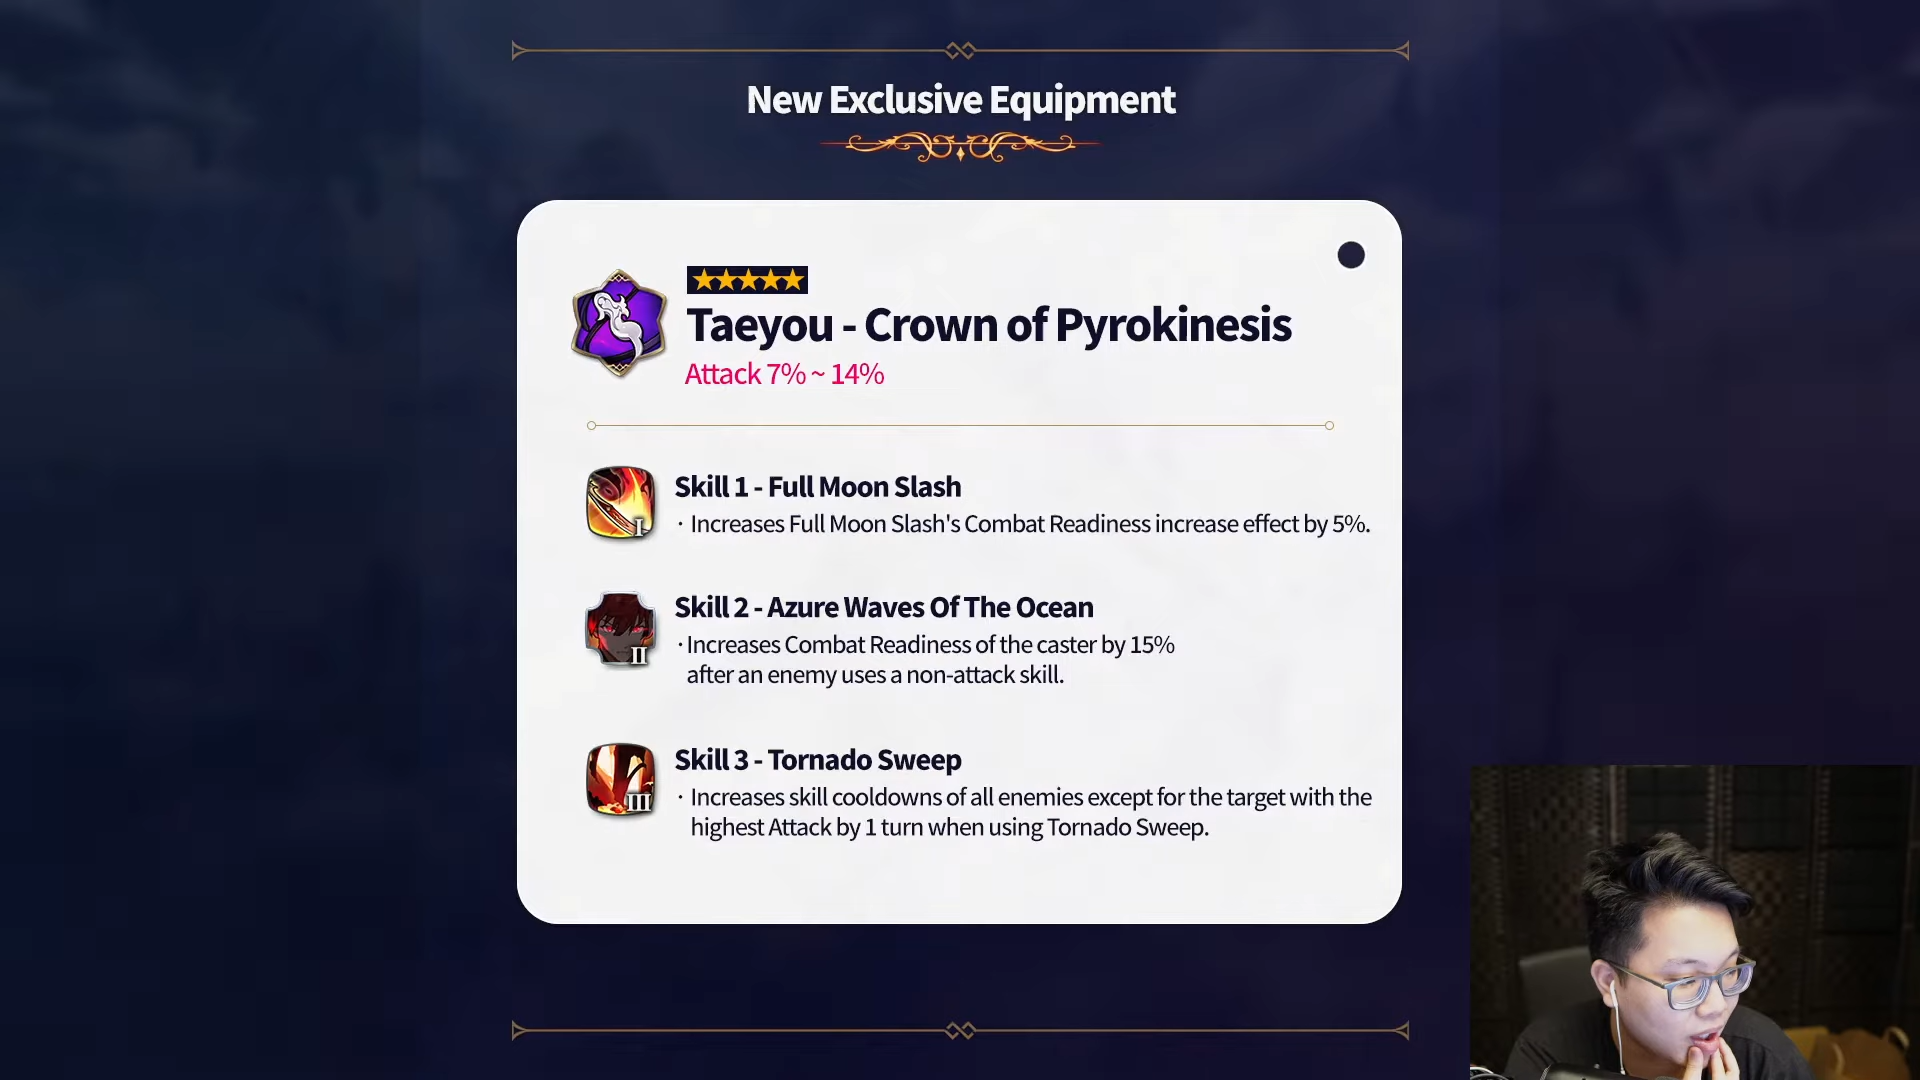 New Exclusive Equipment
Taeyou - Crown of Pyrokinesis
Attack 7% ~ 14%
Skill 1 - Full Moon Slash
· Increases Full Moon Slash's Combat Readiness increase effect by 5%.
I
Skill 2 - Azure Waves Of The Ocean
· Increases Combat Readiness of the caster by 15%
after an enemy uses a non-attack skill.
II
Skill 3 - Tornado Sweep
· Increases skill cooldowns of all enemies except for the target with the
III
highest Attack by 1 turn when using Tornado Sweep.